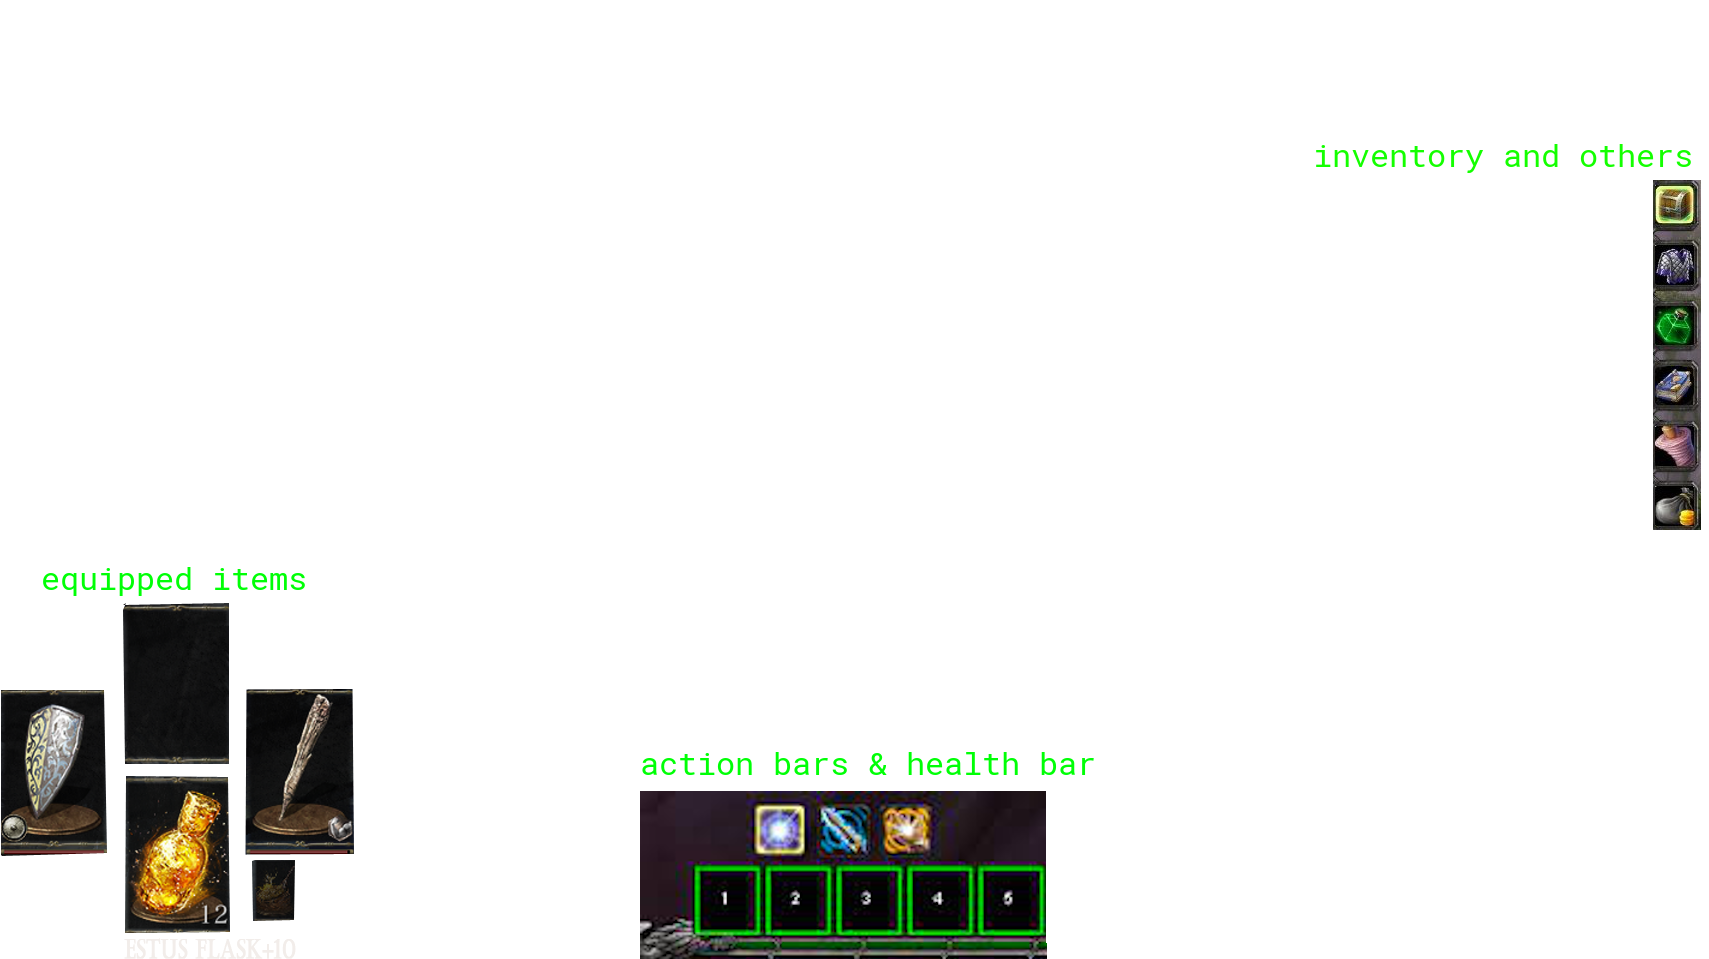 inventory and others
equipped items
action bars & health bar
1 2 3 4 5
12
ESTUS FLASK+10